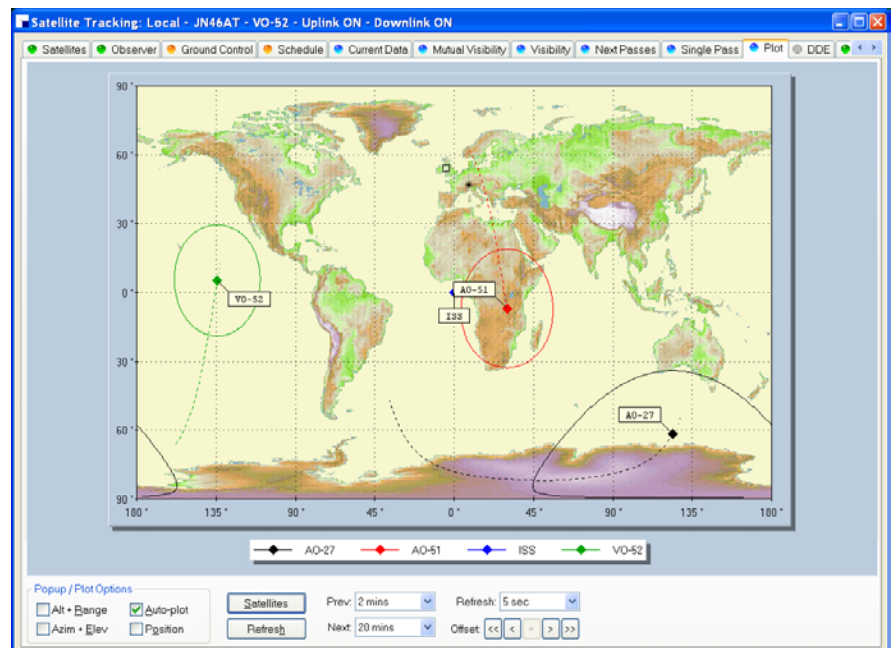 Satellite Tracking: Local - JN46AT - VO-52 - Uplink ON - Downlink ON
Satellites Observer Ground Control Schedule Current Data Mutual Visibility Visibility Next Passes Single Pass Plot DDE
90°
60°
30°
0°
30°
60°
90°
VO-52
AO-51
ISS
AO-27
180° 135° 90° 45° 0° 45° 90° 135° 180°
AO-27 AO-51 ISS VO-52
Popup / Plot Options
Alt + Range Auto-plot
Azim + Elev Position
Satellites
Refresh
Prev: 2 mins
Next: 20 mins
Refresh: 5 sec
Offset: << < - > >>